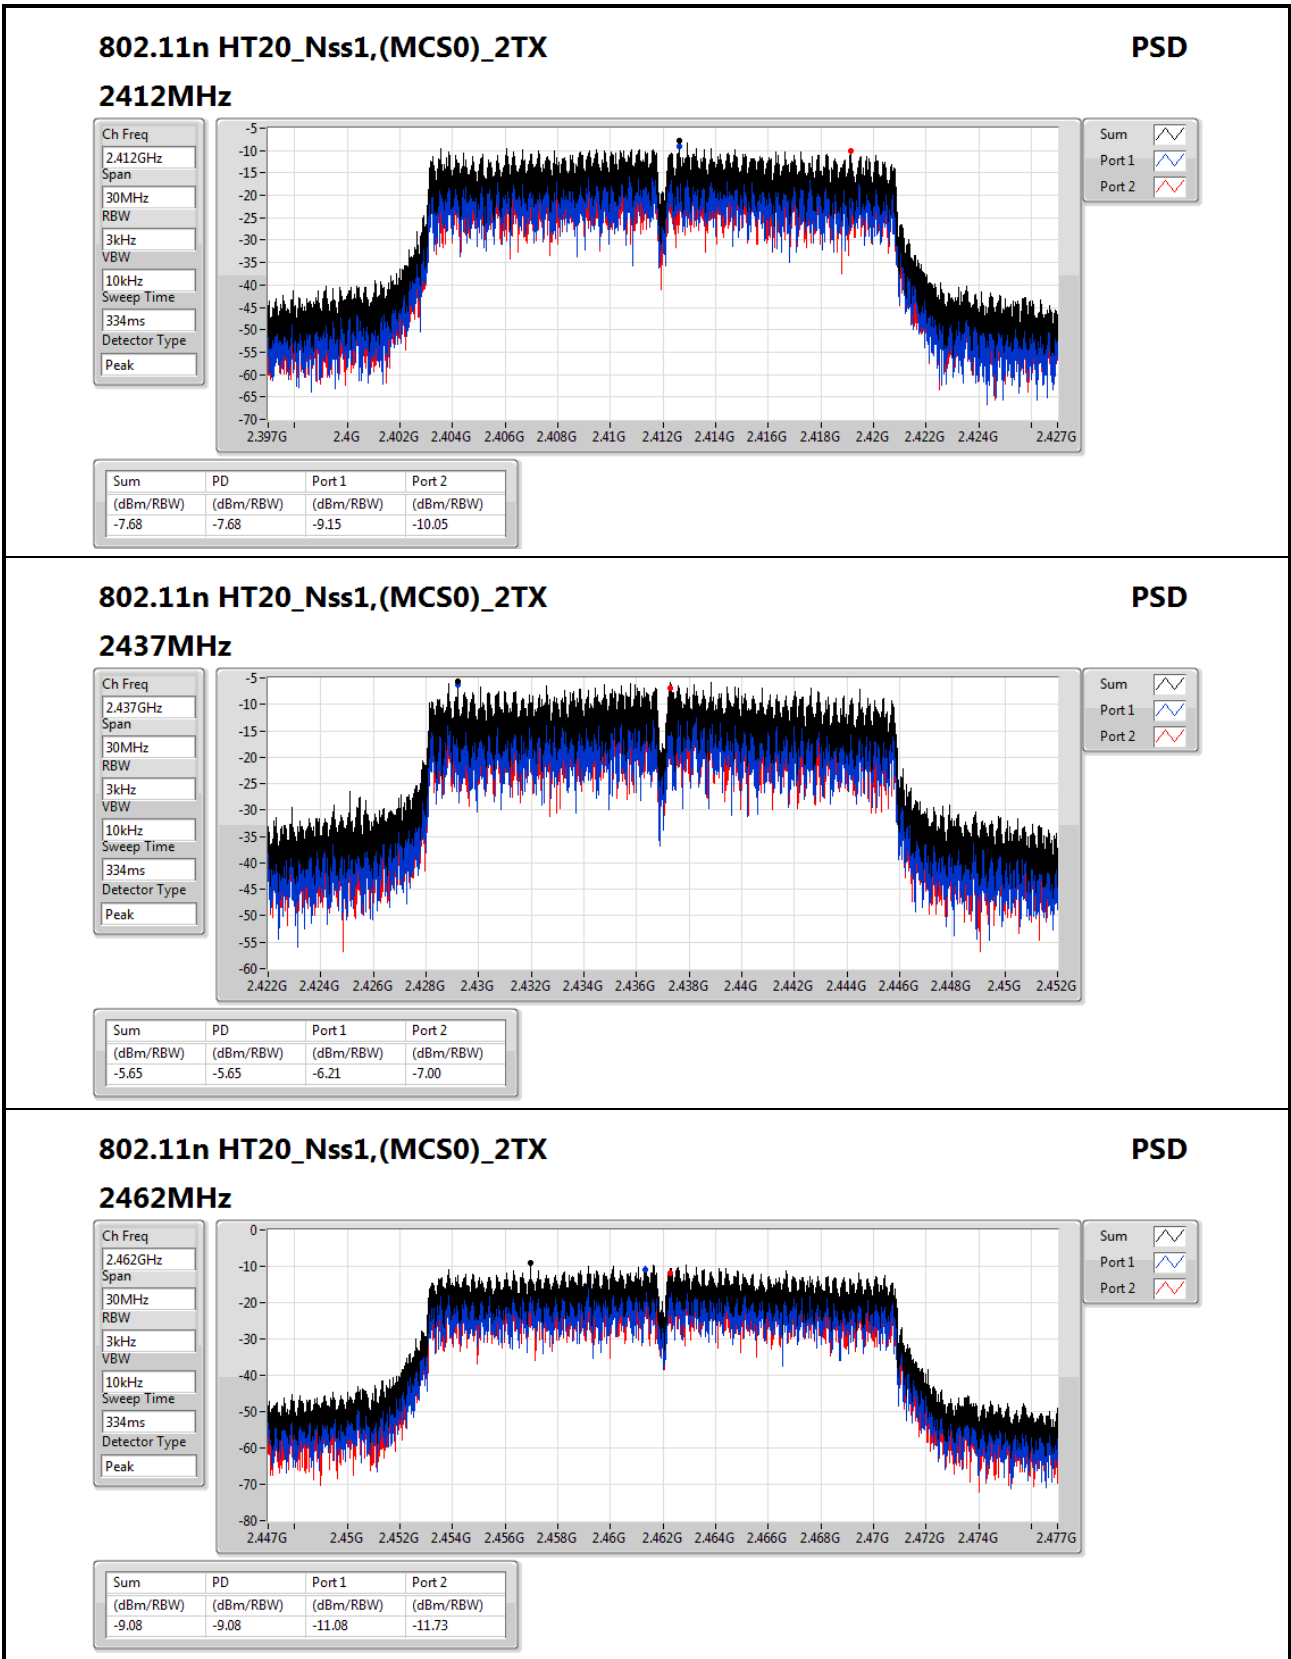 802.11n HT20_Nss1,(MCS0)_2TX PSD
2412MHz
Ch Freq
2.412GHz
Span
30MHz
RBW
3kHz
VBW
10kHz
Sweep Time
334ms
Detector Type
Peak
-5
-10
-15
-20
-25
-30
-35
-40
-45
-50
-55
-60
-65
-70
2.397G 2.4G 2.402G 2.404G 2.406G 2.408G 2.41G 2.412G 2.414G 2.416G 2.418G 2.42G 2.422G 2.424G 2.427G
Sum
Port 1
Port 2
Sum PD Port 1 Port 2
(dBm/RBW) (dBm/RBW) (dBm/RBW) (dBm/RBW)
-7.68 -7.68 -9.15 -10.05
802.11n HT20_Nss1,(MCS0)_2TX PSD
2437MHz
Ch Freq
2.437GHz
Span
30MHz
RBW
3kHz
VBW
10kHz
Sweep Time
334ms
Detector Type
Peak
-5
-10
-15
-20
-25
-30
-35
-40
-45
-50
-55
-60
2.422G 2.424G 2.426G 2.428G 2.43G 2.432G 2.434G 2.436G 2.438G 2.44G 2.442G 2.444G 2.446G 2.448G 2.45G 2.452G
Sum
Port 1
Port 2
Sum PD Port 1 Port 2
(dBm/RBW) (dBm/RBW) (dBm/RBW) (dBm/RBW)
-5.65 -5.65 -6.21 -7.00
802.11n HT20_Nss1,(MCS0)_2TX PSD
2462MHz
Ch Freq
2.462GHz
Span
30MHz
RBW
3kHz
VBW
10kHz
Sweep Time
334ms
Detector Type
Peak
0
-10
-20
-30
-40
-50
-60
-70
-80
2.447G 2.45G 2.452G 2.454G 2.456G 2.458G 2.46G 2.462G 2.464G 2.466G 2.468G 2.47G 2.472G 2.474G 2.477G
Sum
Port 1
Port 2
Sum PD Port 1 Port 2
(dBm/RBW) (dBm/RBW) (dBm/RBW) (dBm/RBW)
-9.08 -9.08 -11.08 -11.73